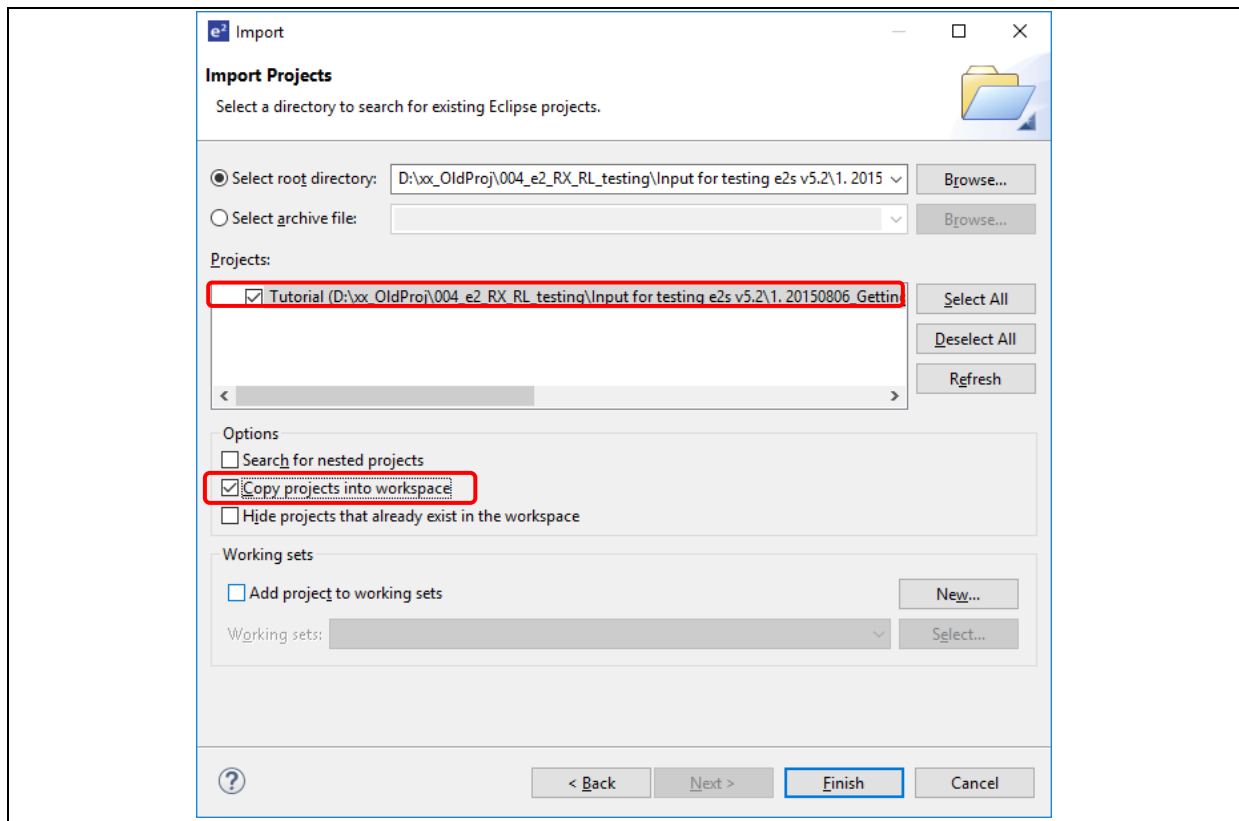 e² Import
Import Projects
Select a directory to search for existing Eclipse projects.
Select root directory: D:\xx_OldProj\004_e2_RX_RL_testing\Input for testing e2s v5.2\1. 2015 Browse...
Select archive file: Browse...
Projects:
Tutorial (D:\xx_OldProj\004_e2_RX_RL_testing\Input for testing e2s v5.2\1. 20150806_Getting Select All
Deselect All
Refresh
Options
Search for nested projects
Copy projects into workspace
Hide projects that already exist in the workspace
Working sets
Add project to working sets New...
Working sets: Select...
? < Back Next > Finish Cancel